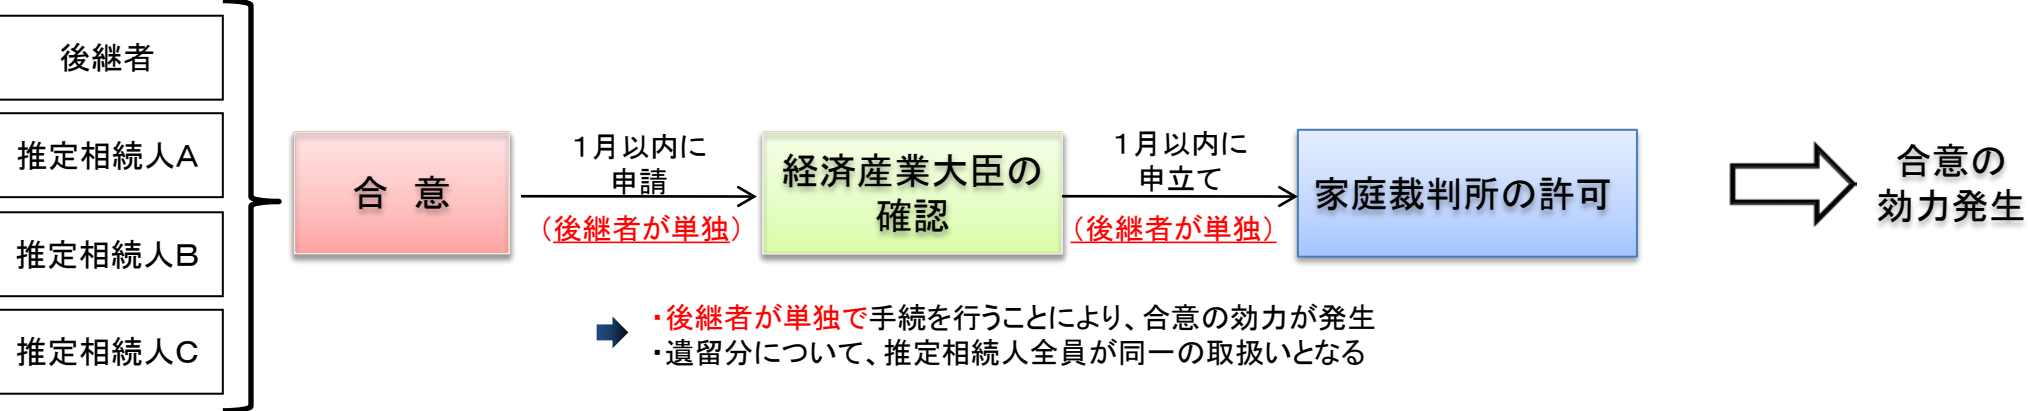 後継者
推定相続人A
推定相続人B
推定相続人C
合　意
１月以内に
申請
（後継者が単独）
経済産業大臣の
確認
１月以内に
申立て
（後継者が単独）
家庭裁判所の許可
合意の
効力発生
・後継者が単独で手続を行うことにより、合意の効力が発生
・遺留分について、推定相続人全員が同一の取扱いとなる